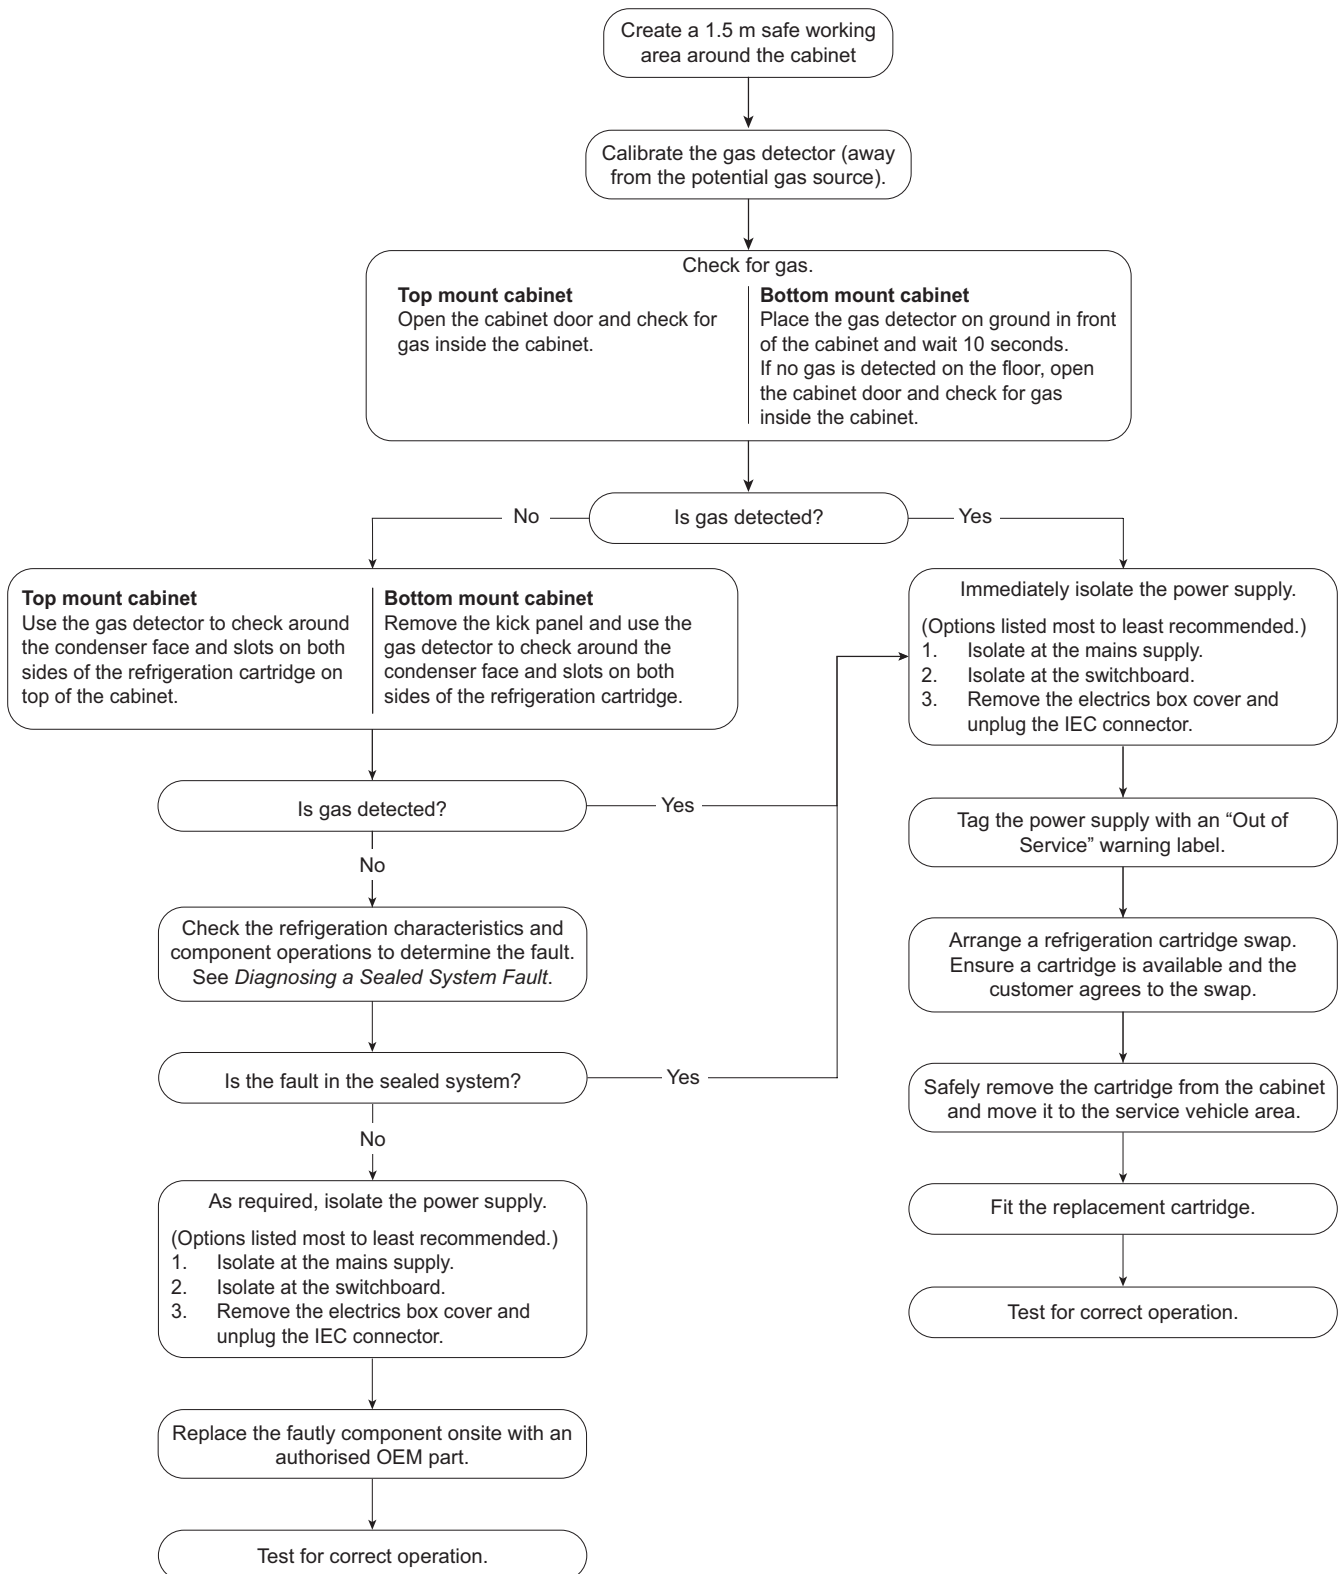 Create a 1.5 m safe working
area around the cabinet
Calibrate the gas detector (away
from the potential gas source).
Check for gas.
Top mount cabinet
Open the cabinet door and check for
gas inside the cabinet.
Bottom mount cabinet
Place the gas detector on ground in front
of the cabinet and wait 10 seconds.
If no gas is detected on the floor, open
the cabinet door and check for gas
inside the cabinet.
Is gas detected?
No
Yes
Top mount cabinet
Use the gas detector to check around
the condenser face and slots on both
sides of the refrigeration cartridge on
top of the cabinet.
Bottom mount cabinet
Remove the kick panel and use the
gas detector to check around the
condenser face and slots on both
sides of the refrigeration cartridge.
Is gas detected?
Yes
No
Check the refrigeration characteristics and
component operations to determine the fault.
See Diagnosing a Sealed System Fault.
Is the fault in the sealed system?
Yes
No
As required, isolate the power supply.
(Options listed most to least recommended.)
1. Isolate at the mains supply.
2. Isolate at the switchboard.
3. Remove the electrics box cover and
unplug the IEC connector.
Replace the fautly component onsite with an
authorised OEM part.
Test for correct operation.
Immediately isolate the power supply.
(Options listed most to least recommended.)
1. Isolate at the mains supply.
2. Isolate at the switchboard.
3. Remove the electrics box cover and
unplug the IEC connector.
Tag the power supply with an “Out of
Service” warning label.
Arrange a refrigeration cartridge swap.
Ensure a cartridge is available and the
customer agrees to the swap.
Safely remove the cartridge from the cabinet
and move it to the service vehicle area.
Fit the replacement cartridge.
Test for correct operation.